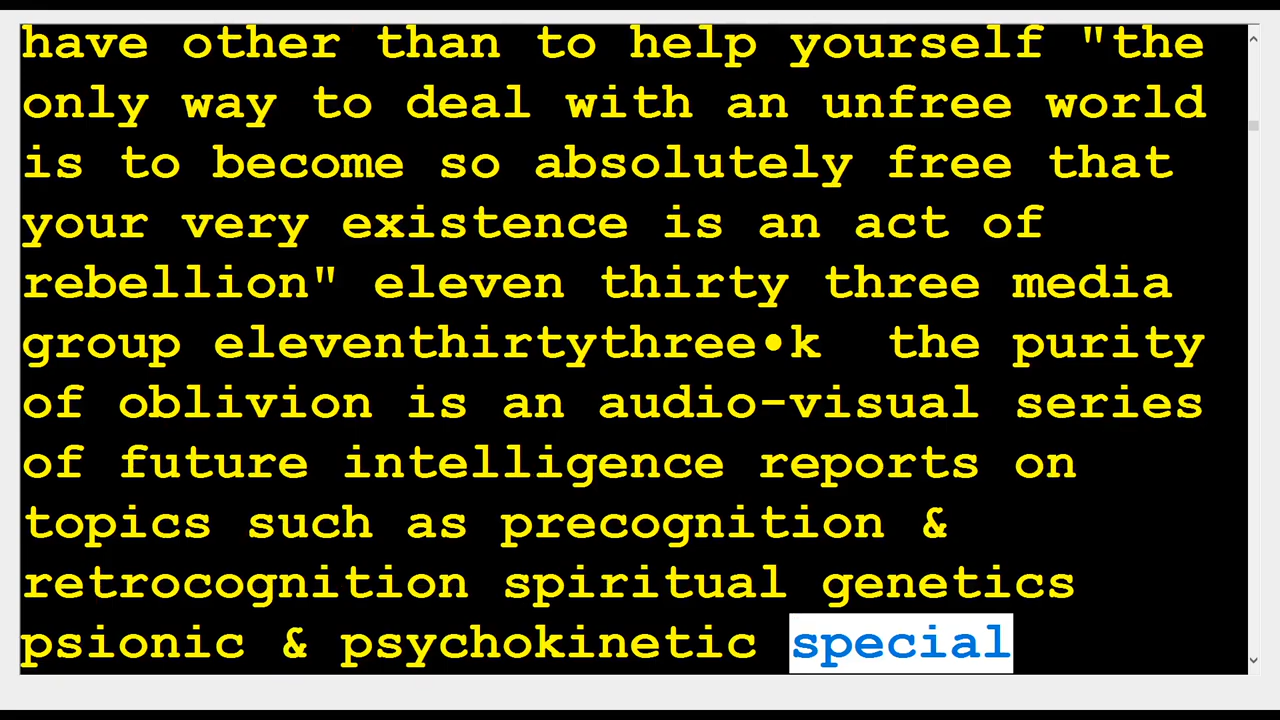 have other than to help yourself "the
only way to deal with an unfree world
is to become so absolutely free that
your very existence is an act of
rebellion" eleven thirty three media
group eleventhirtythree•k  the purity
of oblivion is an audio-visual series
of future intelligence reports on
topics such as precognition &
retrocognition spiritual genetics
psionic & psychokinetic special